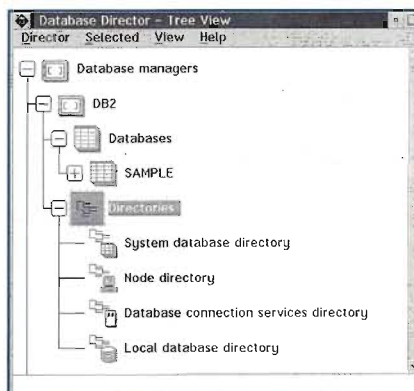 Database Director - Tree View
Director Selected View Help
Database managers
DB2
Databases
SAMPLE
Directories
System database directory
Node directory
Database connection services directory
Local database directory